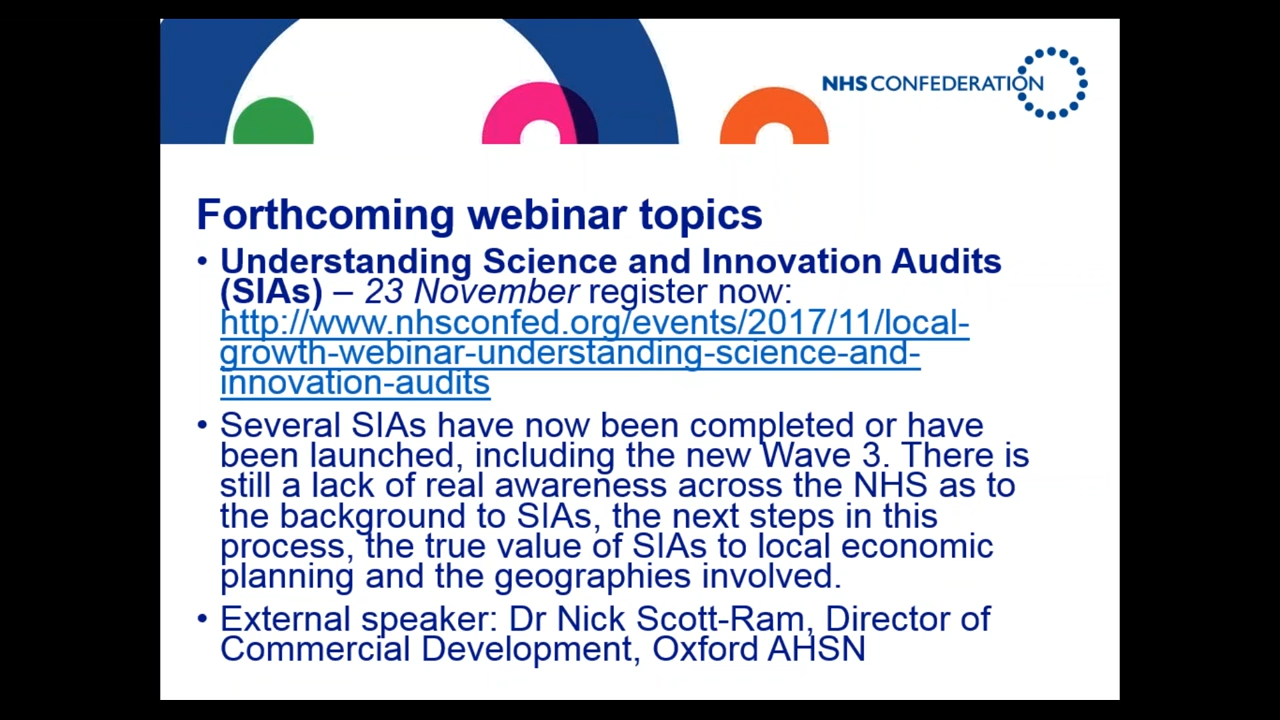 NHS CONFEDERATION
Forthcoming webinar topics
• Understanding Science and Innovation Audits
(SIAs) – 23 November register now:
http://www.nhsconfed.org/events/2017/11/local-
growth-webinar-understanding-science-and-
innovation-audits
• Several SIAs have now been completed or have
been launched, including the new Wave 3. There is
still a lack of real awareness across the NHS as to
the background to SIAs, the next steps in this
process, the true value of SIAs to local economic
planning and the geographies involved.
• External speaker: Dr Nick Scott-Ram, Director of
Commercial Development, Oxford AHSN